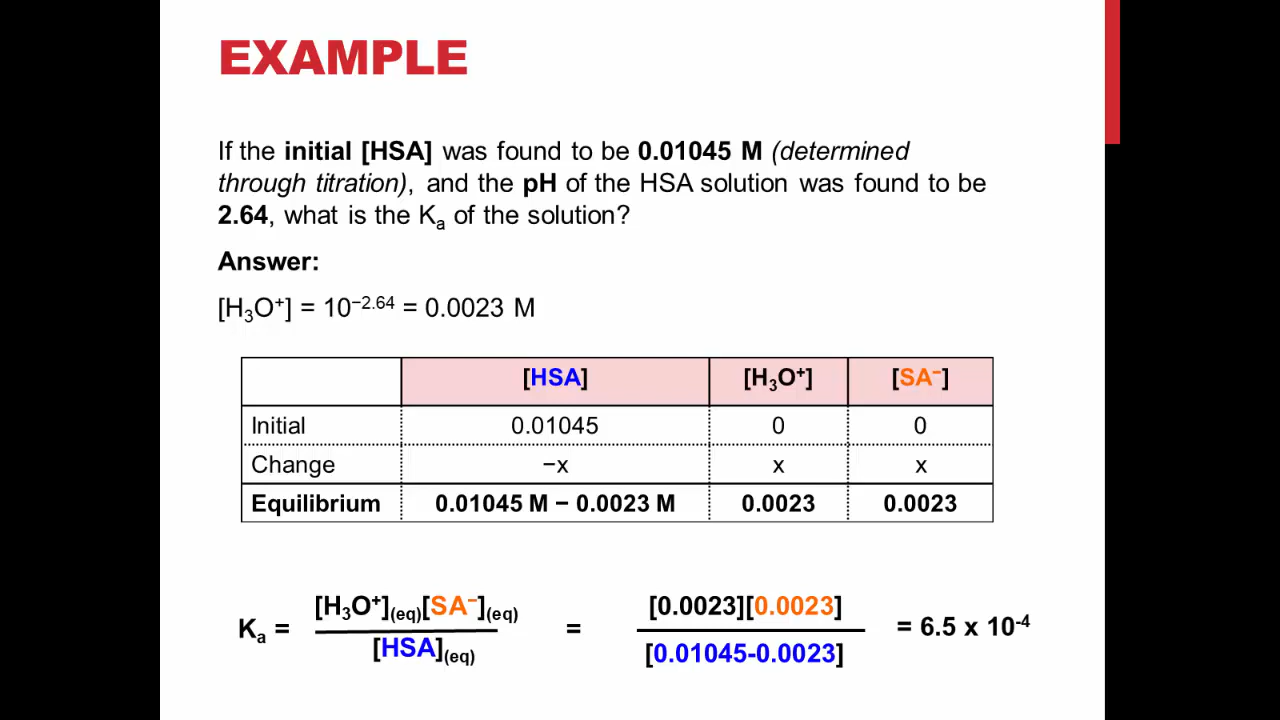 EXAMPLE
If the initial [HSA] was found to be 0.01045 M (determined
through titration), and the pH of the HSA solution was found to be
2.64, what is the Kₐ of the solution?
Answer:
[H₃O⁺] = 10⁻²·⁶⁴ = 0.0023 M
[HSA] [H₃O⁺] [SA⁻]
Initial 0.01045 0 0
Change −x x x
Equilibrium 0.01045 M − 0.0023 M 0.0023 0.0023
[H₃O⁺](eq)[SA⁻](eq) [0.0023][0.0023]
Kₐ = = = 6.5 x 10⁻⁴
[HSA](eq) [0.01045-0.0023]